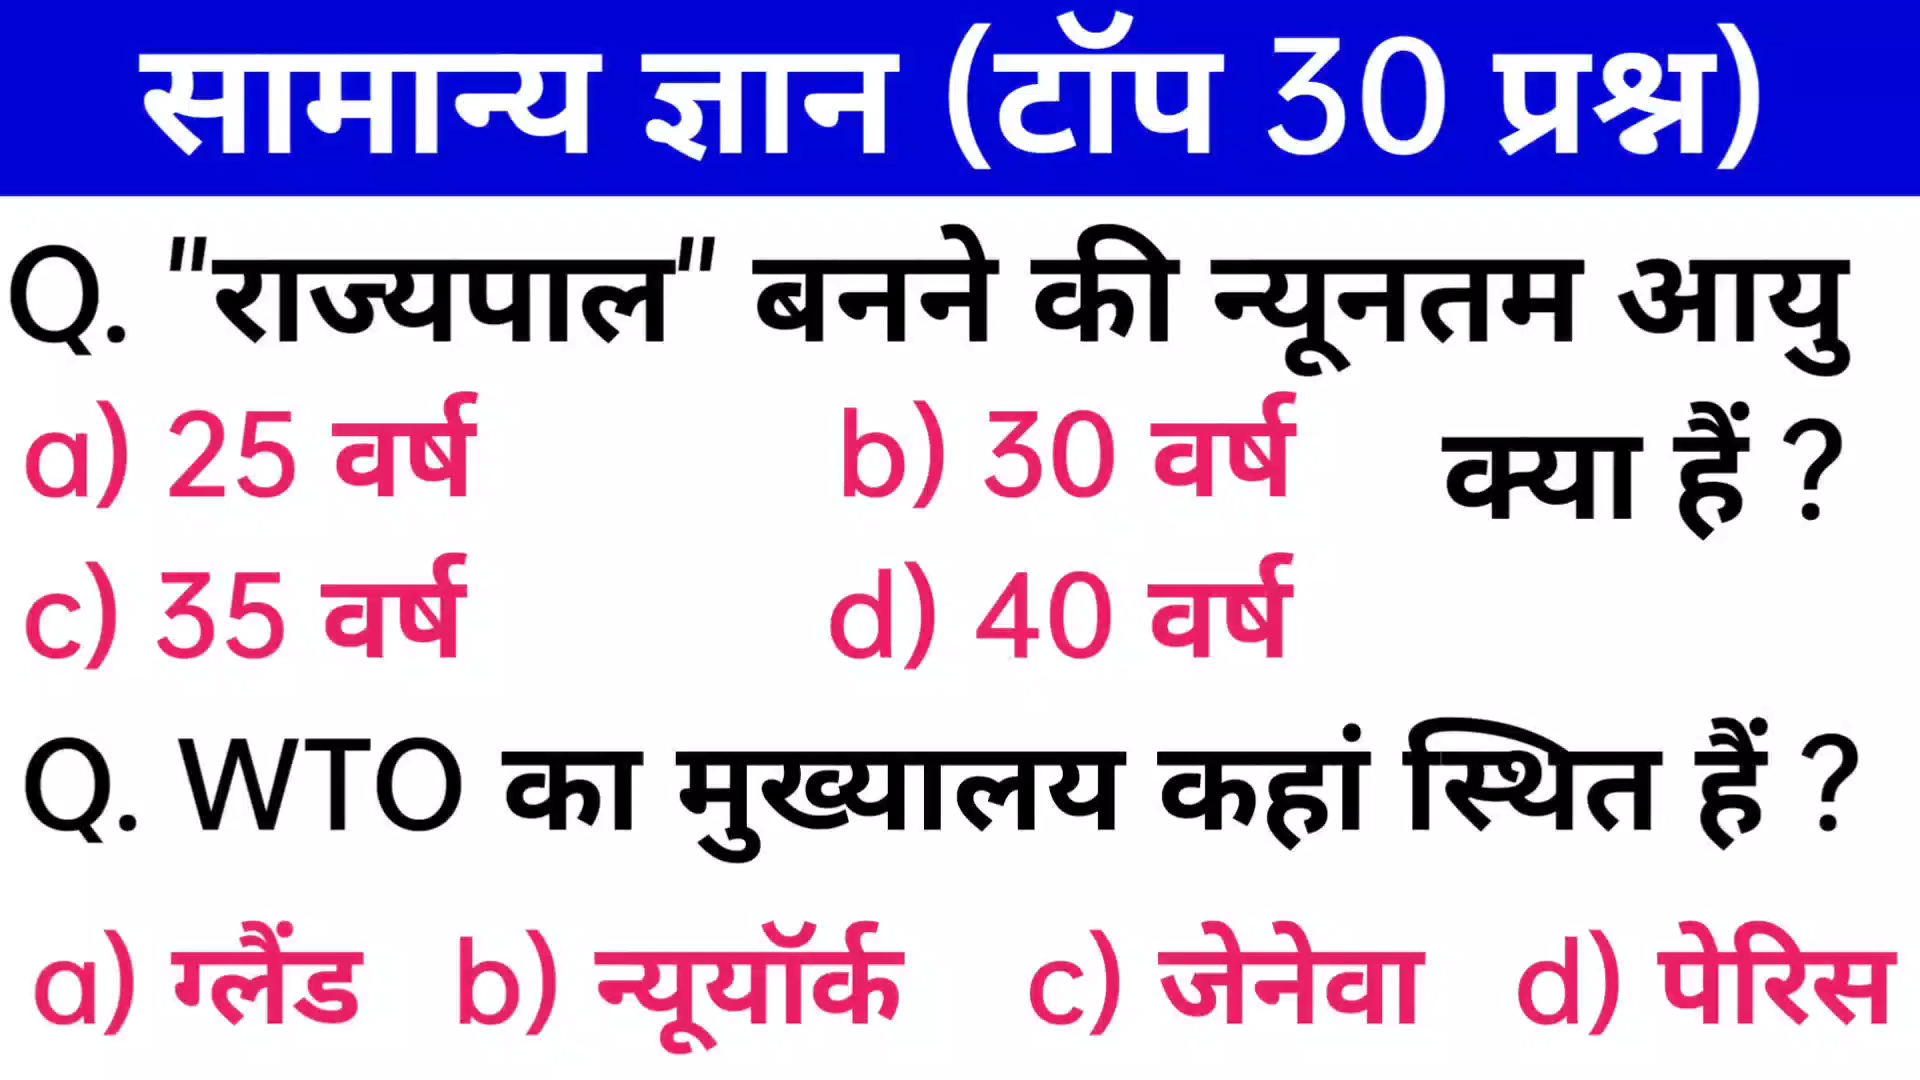 सामान्य ज्ञान (टॉप 30 प्रश्न)
Q. "राज्यपाल" बनने की न्यूनतम आयु
क्या हैं ?
a) 25 वर्ष b) 30 वर्ष
c) 35 वर्ष d) 40 वर्ष
Q. WTO का मुख्यालय कहां स्थित हैं ?
a) ग्लैंड b) न्यूयॉर्क c) जेनेवा d) पेरिस